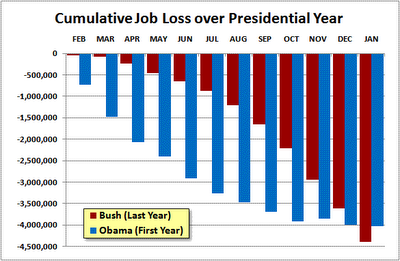 Cumulative Job Loss over Presidential Year
FEB MAR APR MAY JUN JUL AUG SEP OCT NOV DEC JAN
0
-500,000
-1,000,000
-1,500,000
-2,000,000
-2,500,000
-3,000,000
-3,500,000
-4,000,000
-4,500,000
Bush (Last Year)
Obama (First Year)